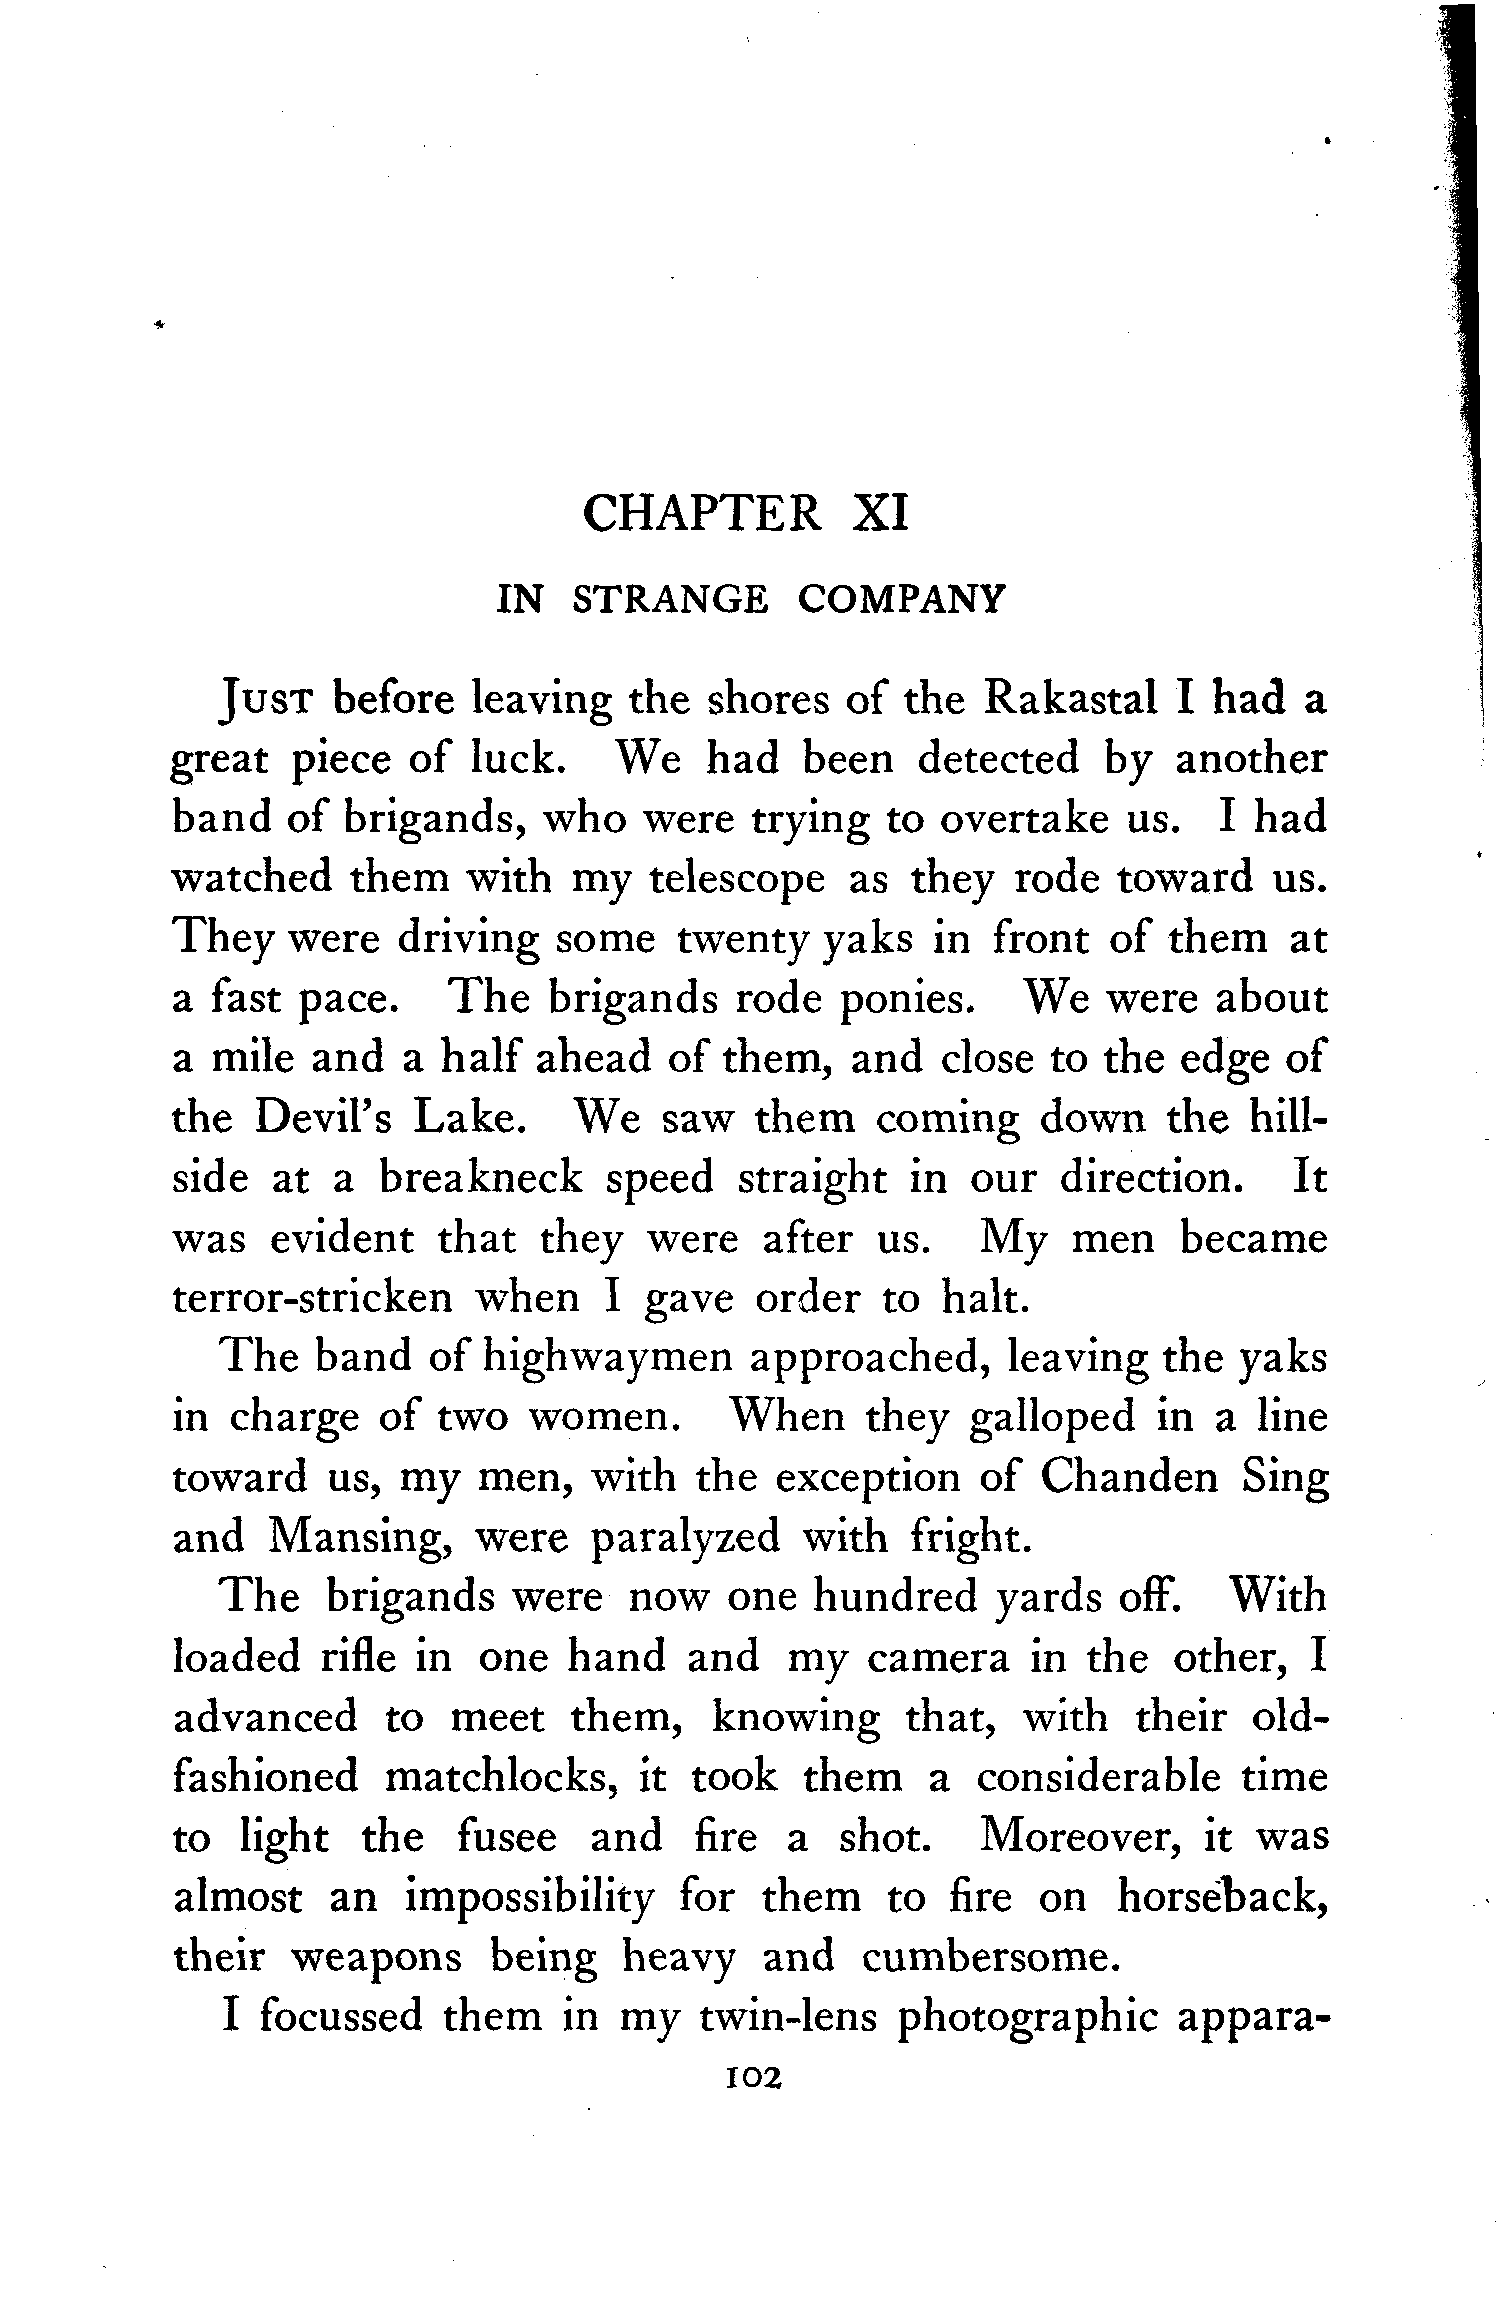 CHAPTER XI
IN STRANGE COMPANY
JUST before leaving the shores of the Rakastal I had a
great piece of luck. We had been detected by another
band of brigands, who were trying to overtake us. I had
watched them with my telescope as they rode toward us.
They were driving some twenty yaks in front of them at
a fast pace. The brigands rode ponies. We were about
a mile and a half ahead of them, and close to the edge of
the Devil's Lake. We saw them coming down the hill-
side at a breakneck speed straight in our direction. It
was evident that they were after us. My men became
terror-stricken when I gave order to halt.
The band of highwaymen approached, leaving the yaks
in charge of two women. When they galloped in a line
toward us, my men, with the exception of Chanden Sing
and Mansing, were paralyzed with fright.
The brigands were now one hundred yards off. With
loaded rifle in one hand and my camera in the other, I
advanced to meet them, knowing that, with their old-
fashioned matchlocks, it took them a considerable time
to light the fusee and fire a shot. Moreover, it was
almost an impossibility for them to fire on horseback,
their weapons being heavy and cumbersome.
I focussed them in my twin-lens photographic appara-
102